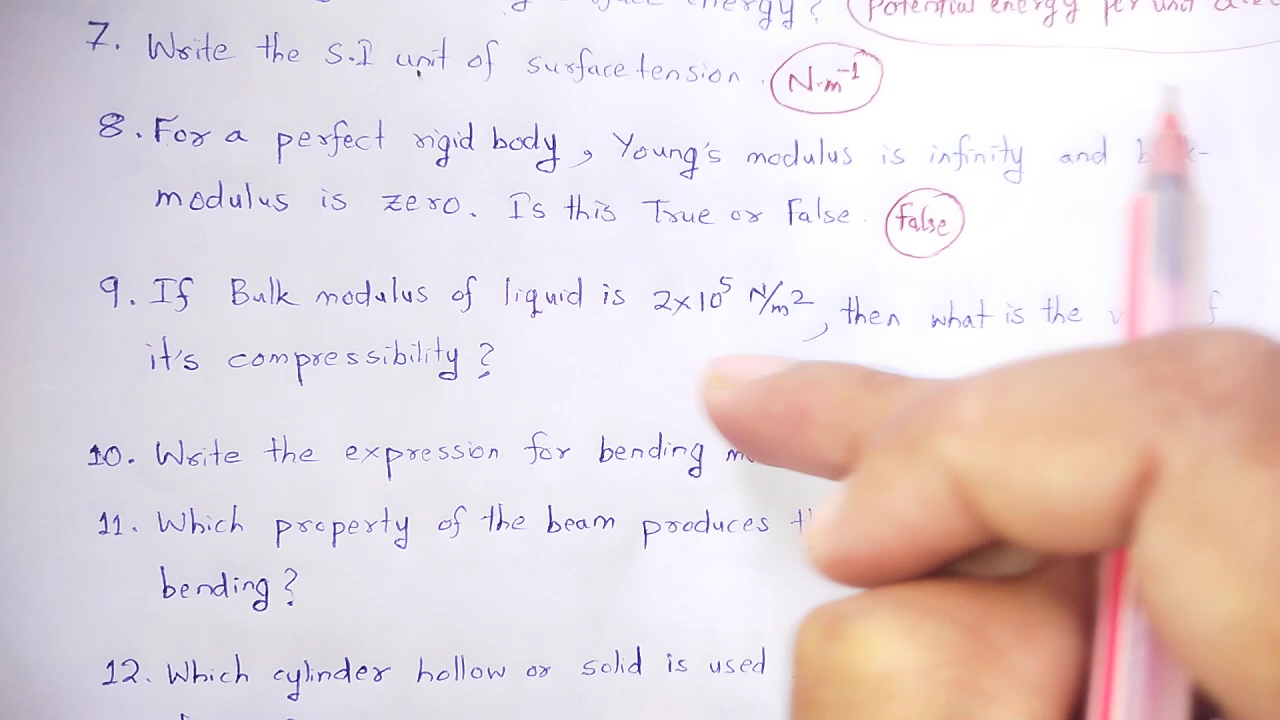 energy? (Potential energy per unit
7. Write the S.I unit of surface tension. N.m⁻¹
8. For a perfect rigid body, Young's modulus is infinity and
modulus is zero. Is this True or False. False
9. If Bulk modulus of liquid is 2x10⁵ N/m², then what is the
it's compressibility?
10. Write the expression for bending
11. Which property of the beam produces
bending?
12. Which cylinder hollow or solid is used